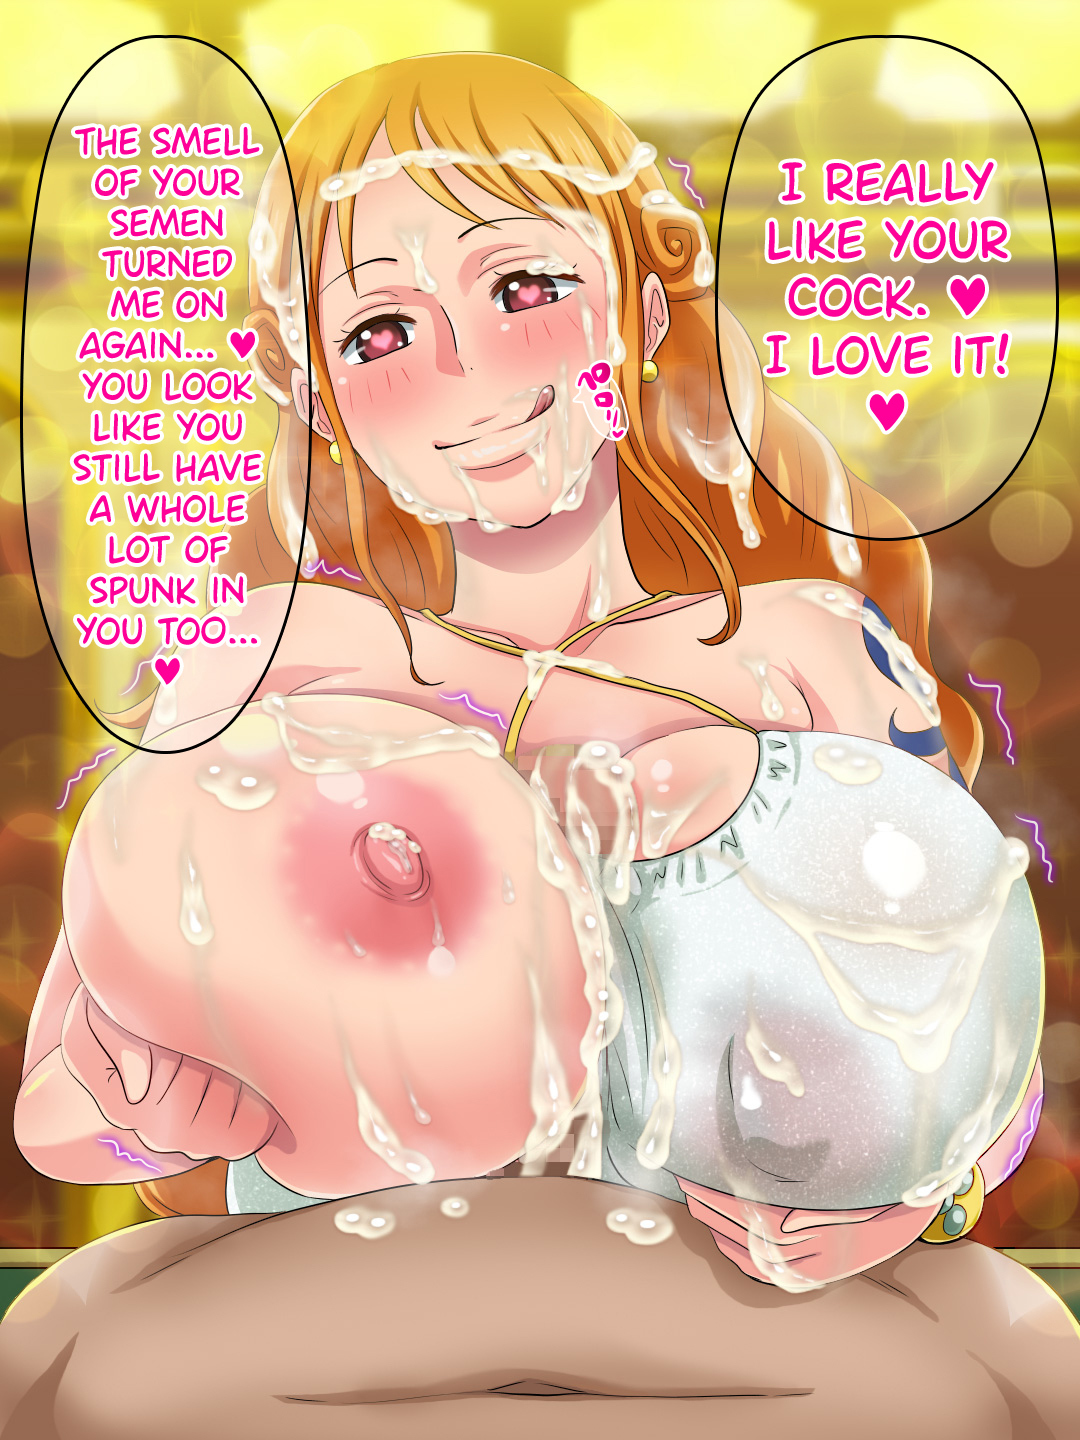 THE SMELL
OF YOUR
SEMEN
TURNED
ME ON
AGAIN... ♥
YOU LOOK
LIKE YOU
STILL HAVE
A WHOLE
LOT OF
SPUNK IN
YOU TOO...
♥
I REALLY
LIKE YOUR
COCK. ♥
I LOVE IT!
♥